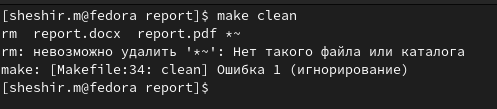 [sheshir.m@fedora report]$ make clean
rm  report.docx  report.pdf *~
rm: невозможно удалить '*~': Нет такого файла или каталога
make: [Makefile:34: clean] Ошибка 1 (игнорирование)
[sheshir.m@fedora report]$